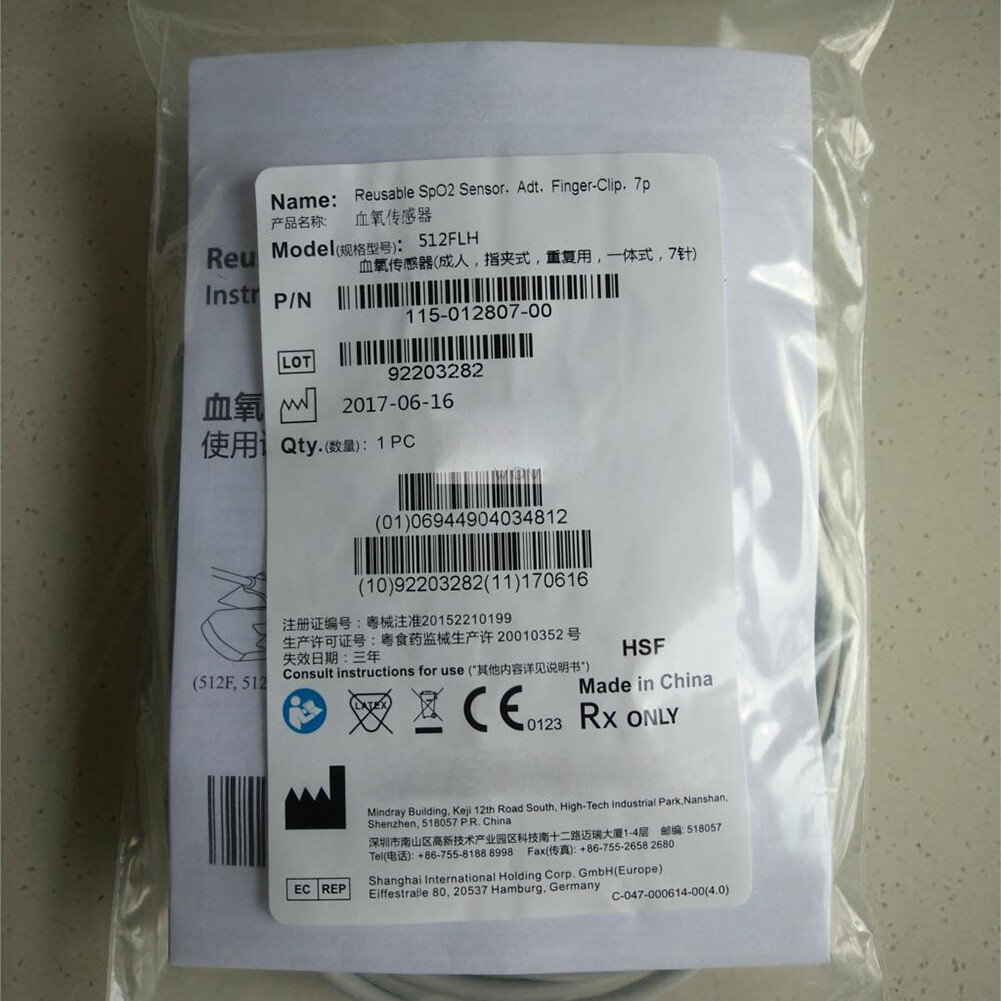 Name: Reusable SpO2 Sensor, Adt, Finger-Clip, 7p
产品名称: 血氧传感器
Model(规格型号): 512FLH
血氧传感器(成人，指夹式，重复用，一体式，7针)
P/N
115-012807-00
LOT
92203282
2017-06-16
Qty.(数量): 1 PC
(01)06944904034812
(10)92203282(11)170616
注册证编号：粤械注准20152210199
生产许可证号：粤食药监械生产许 20010352 号
失效日期：三年
Consult instructions for use ("其他内容详见说明书")
HSF
Made in China
LATEX
CE 0123
Rx ONLY
Mindray Building, Keji 12th Road South, High-Tech Industrial Park,Nanshan,
Shenzhen, 518057 P.R. China
深圳市南山区高新技术产业园区科技南十二路迈瑞大厦1-4层 邮编: 518057
Tel(电话): +86-755-8188 8998 Fax(传真): +86-755-2658 2680
EC REP
Shanghai International Holding Corp. GmbH(Europe)
Eiffestraβe 80, 20537 Hamburg, Germany
C-047-000614-00(4.0)
Reu
Instr
血氧
使用
(512F, 512